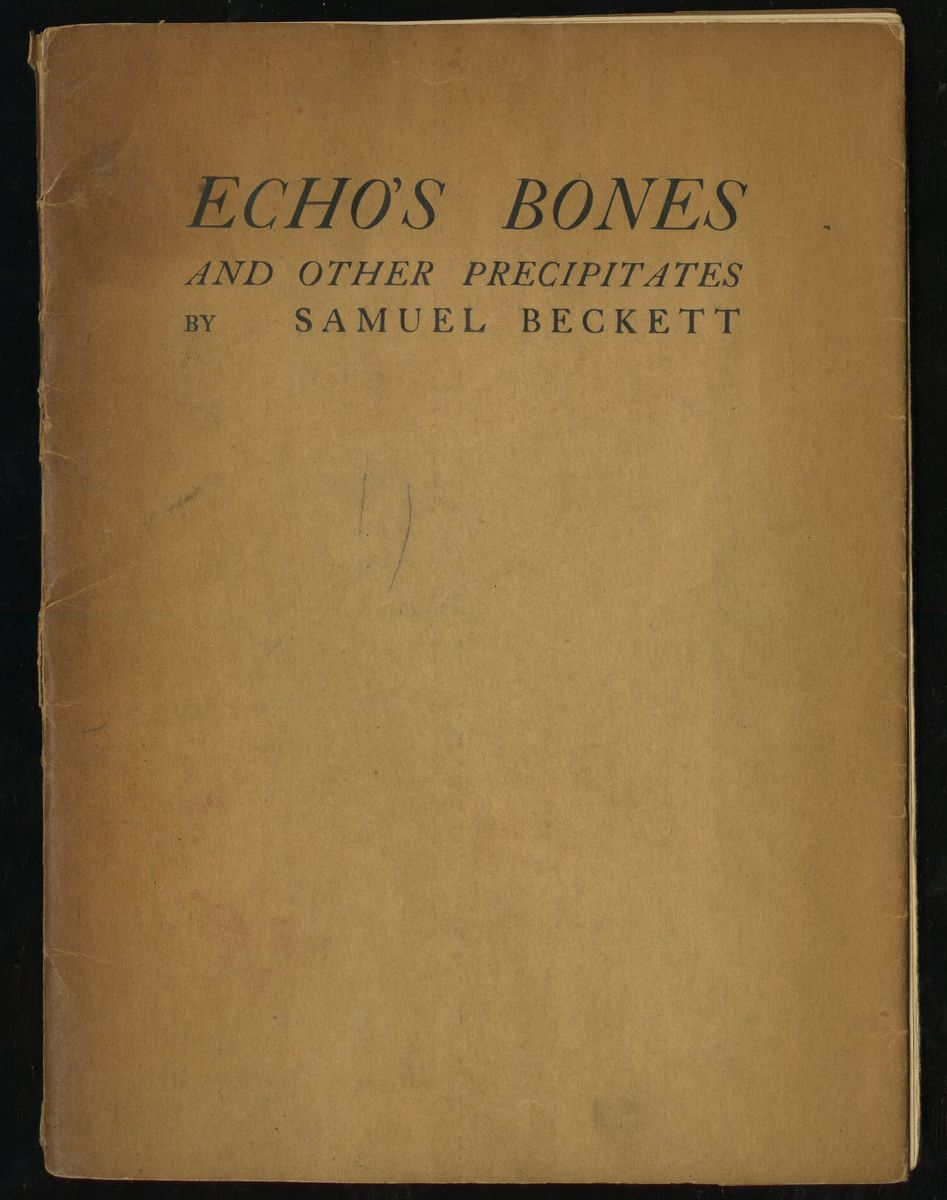 ECHO'S BONES
AND OTHER PRECIPITATES
BY SAMUEL BECKETT